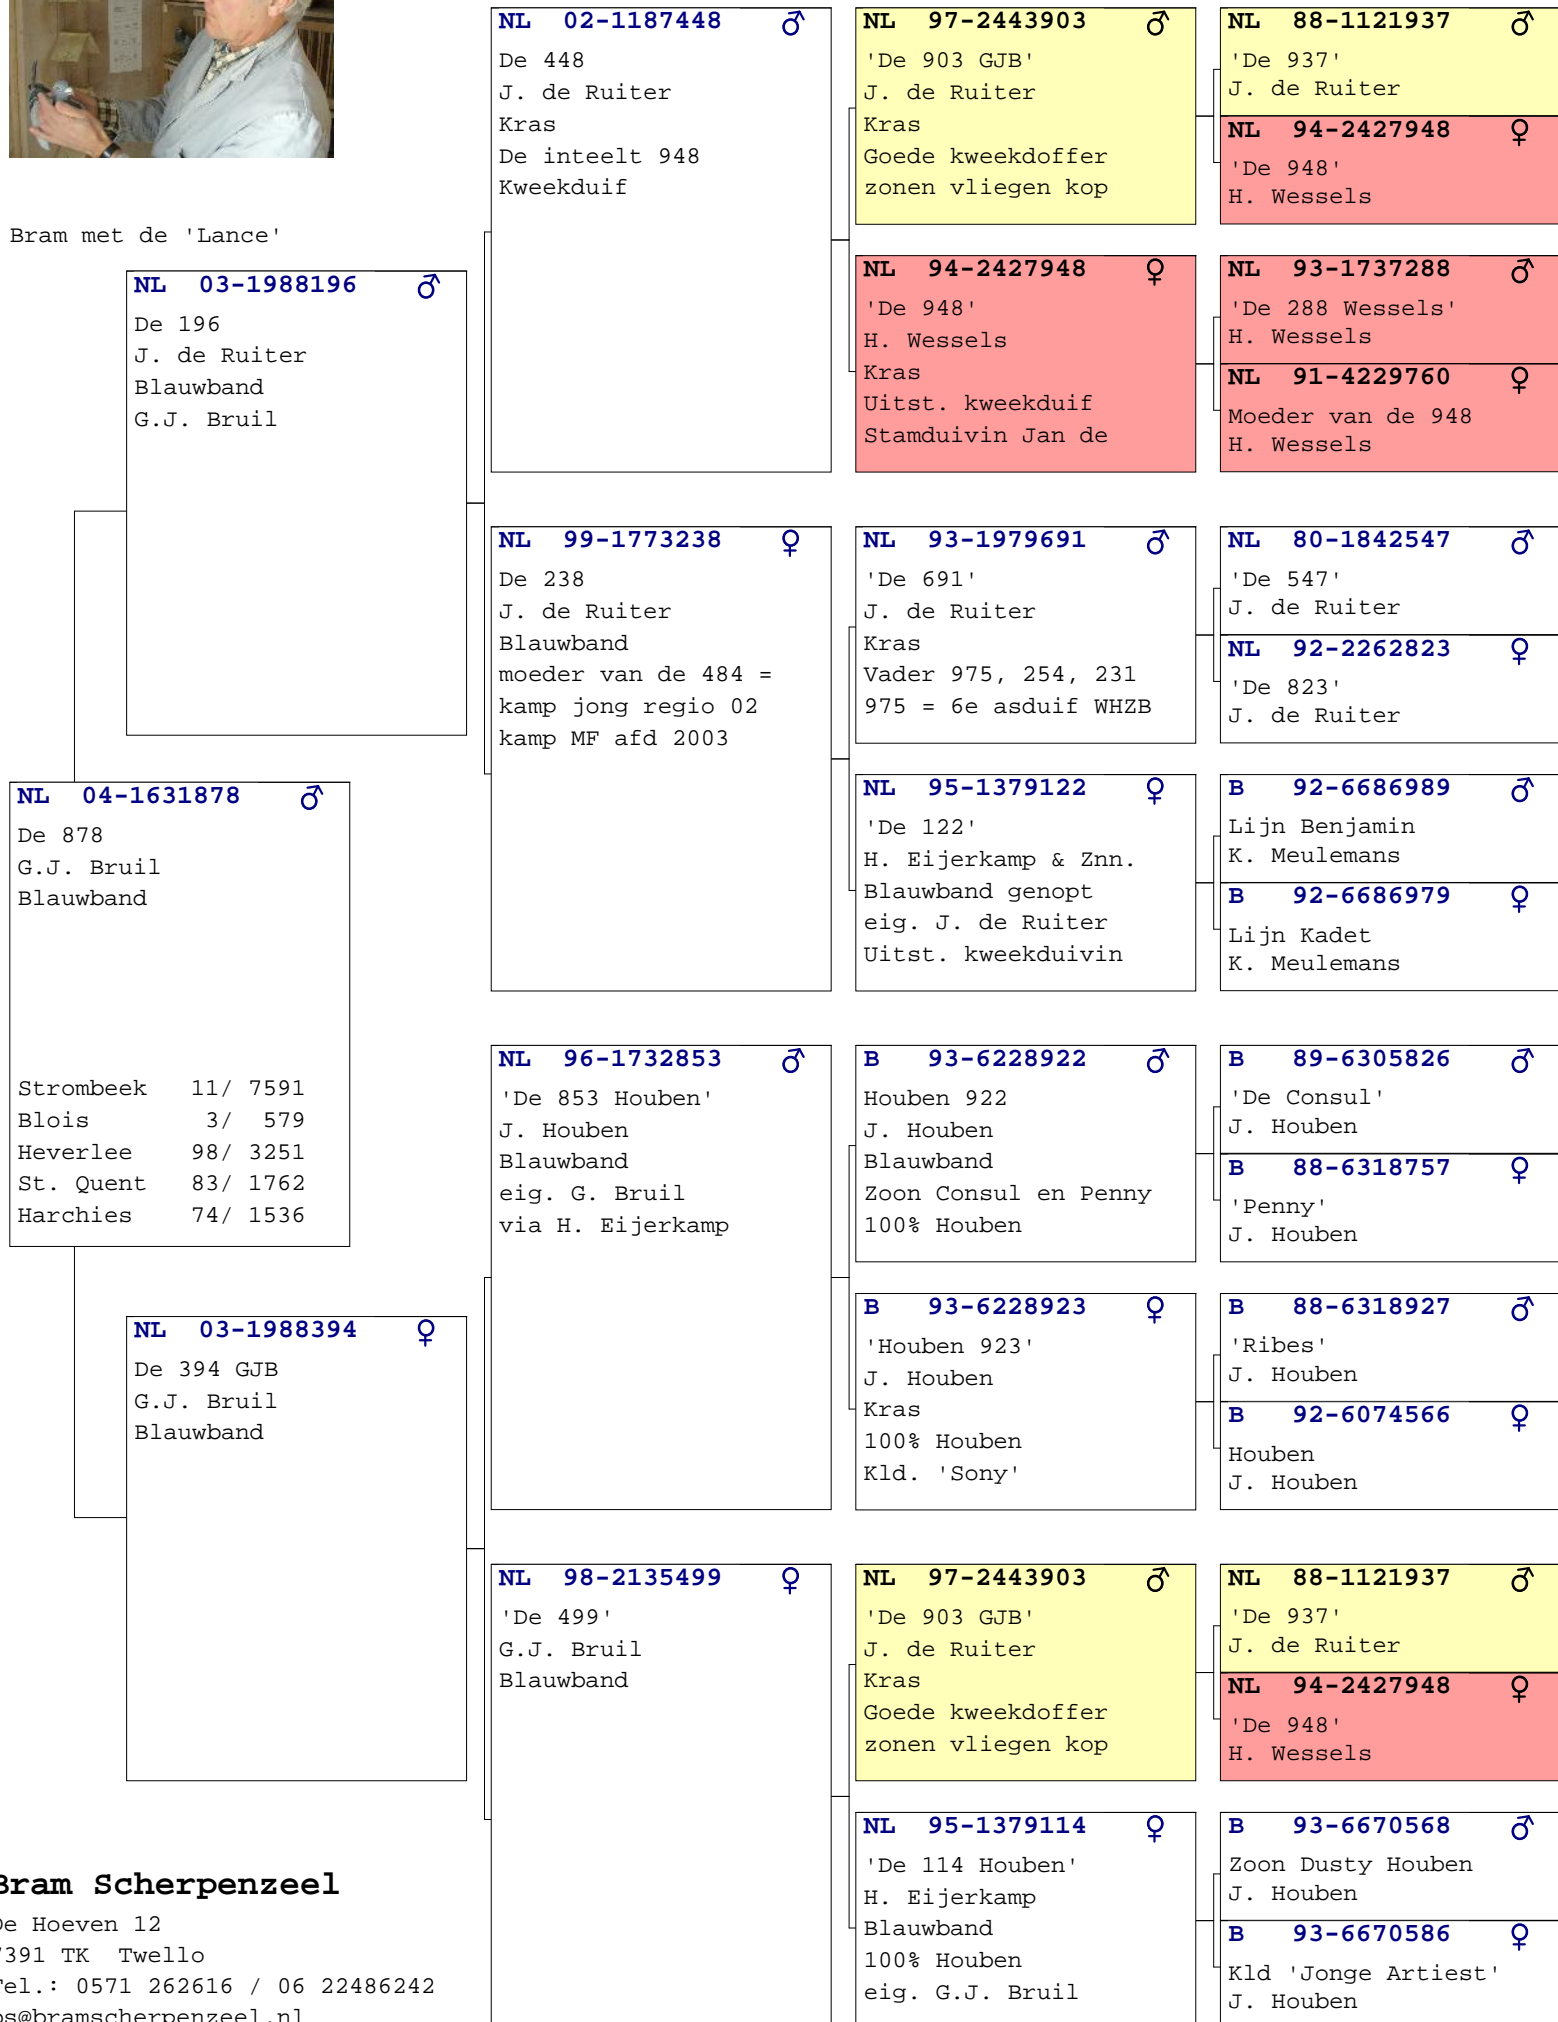 Bram met de 'Lance'
NL 04-1631878 ♂
De 878
G.J. Bruil
Blauwband
Strombeek 11/ 7591
Blois 3/ 579
Heverlee 98/ 3251
St. Quent 83/ 1762
Harchies 74/ 1536
NL 03-1988196 ♂
De 196
J. de Ruiter
Blauwband
G.J. Bruil
NL 03-1988394 ♀
De 394 GJB
G.J. Bruil
Blauwband
NL 02-1187448 ♂
De 448
J. de Ruiter
Kras
De inteelt 948
Kweekduif
NL 99-1773238 ♀
De 238
J. de Ruiter
Blauwband
moeder van de 484 =
kamp jong regio 02
kamp MF afd 2003
NL 96-1732853 ♂
'De 853 Houben'
J. Houben
Blauwband
eig. G. Bruil
via H. Eijerkamp
NL 98-2135499 ♀
'De 499'
G.J. Bruil
Blauwband
NL 97-2443903 ♂
'De 903 GJB'
J. de Ruiter
Kras
Goede kweekdoffer
zonen vliegen kop
NL 94-2427948 ♀
'De 948'
H. Wessels
Kras
Uitst. kweekduif
Stamduivin Jan de
NL 93-1979691 ♂
'De 691'
J. de Ruiter
Kras
Vader 975, 254, 231
975 = 6e asduif WHZB
NL 95-1379122 ♀
'De 122'
H. Eijerkamp & Znn.
Blauwband genopt
eig. J. de Ruiter
Uitst. kweekduivin
B 93-6228922 ♂
Houben 922
J. Houben
Blauwband
Zoon Consul en Penny
100% Houben
B 93-6228923 ♀
'Houben 923'
J. Houben
Kras
100% Houben
Kld. 'Sony'
NL 97-2443903 ♂
'De 903 GJB'
J. de Ruiter
Kras
Goede kweekdoffer
zonen vliegen kop
NL 95-1379114 ♀
'De 114 Houben'
H. Eijerkamp
Blauwband
100% Houben
eig. G.J. Bruil
NL 88-1121937 ♂
'De 937'
J. de Ruiter
NL 94-2427948 ♀
'De 948'
H. Wessels
NL 93-1737288 ♂
'De 288 Wessels'
H. Wessels
NL 91-4229760 ♀
Moeder van de 948
H. Wessels
NL 80-1842547 ♂
'De 547'
J. de Ruiter
NL 92-2262823 ♀
'De 823'
J. de Ruiter
B 92-6686989 ♂
Lijn Benjamin
K. Meulemans
B 92-6686979 ♀
Lijn Kadet
K. Meulemans
B 89-6305826 ♂
'De Consul'
J. Houben
B 88-6318757 ♀
'Penny'
J. Houben
B 88-6318927 ♂
'Ribes'
J. Houben
B 92-6074566 ♀
Houben
J. Houben
NL 88-1121937 ♂
'De 937'
J. de Ruiter
NL 94-2427948 ♀
'De 948'
H. Wessels
B 93-6670568 ♂
Zoon Dusty Houben
J. Houben
B 93-6670586 ♀
Kld 'Jonge Artiest'
J. Houben
Bram Scherpenzeel
De Hoeven 12
7391 TK Twello
Tel.: 0571 262616 / 06 22486242
bs@bramscherpenzeel.nl